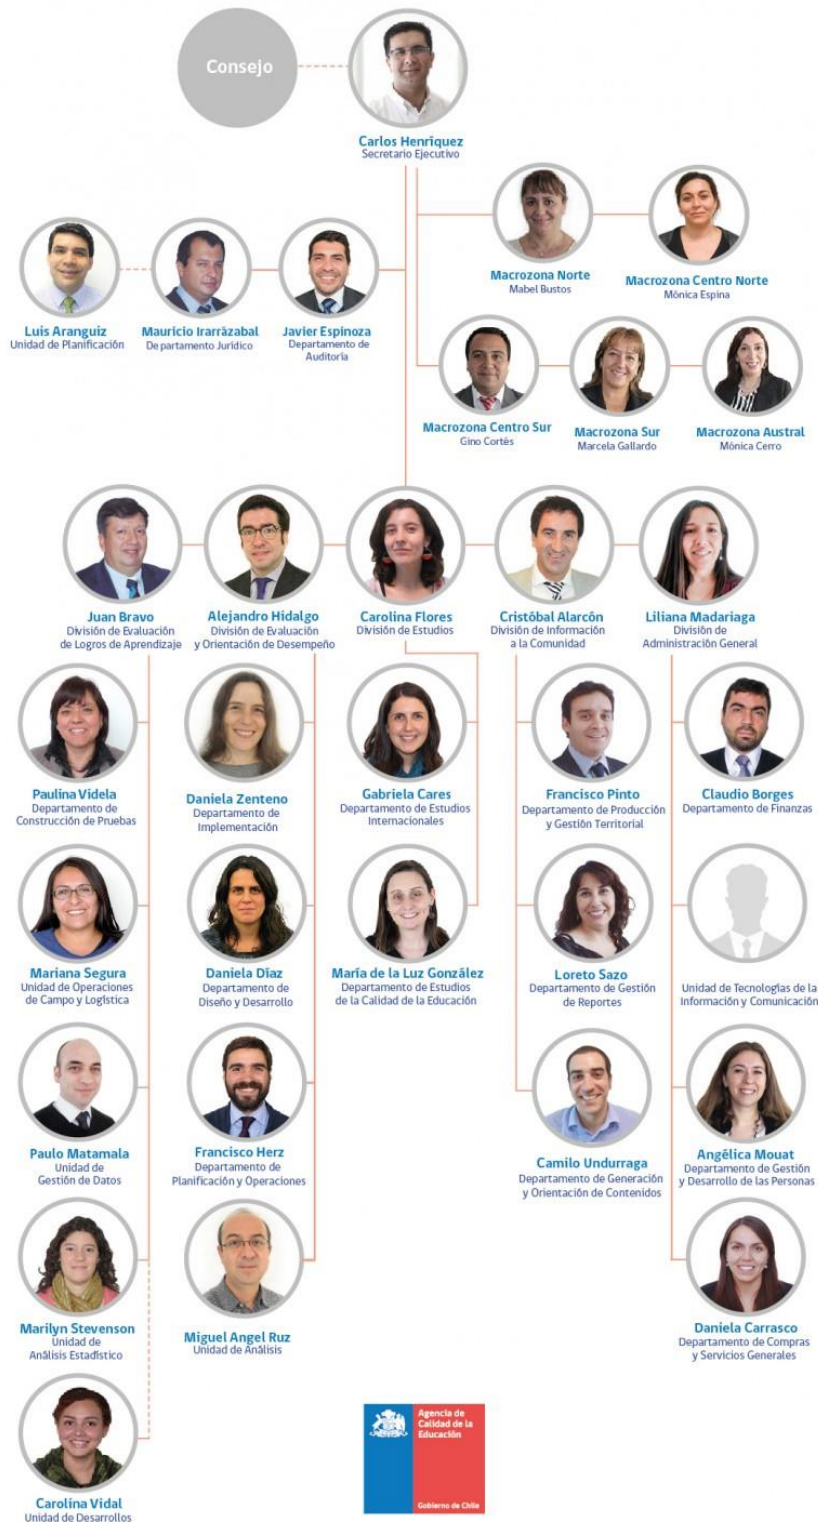 Consejo
Carlos Henríquez
Secretario Ejecutivo
Macrozona Norte
Mabel Bustos
Macrozona Centro Norte
Mónica Espina
Luis Aranguiz
Unidad de Planificación
Mauricio Irarrázabal
De partamento Jurídico
Javier Espinoza
Departamento de
Auditoría
Macrozona Centro Sur
Gino Cortés
Macrozona Sur
Marcela Gallardo
Macrozona Austral
Mónica Cerro
Juan Bravo
División de Evaluación
de Logros de Aprendizaje
Alejandro Hidalgo
División de Evaluación
y Orientación de Desempeño
Carolina Flores
División de Estudios
Cristóbal Alarcón
División de Información
a la Comunidad
Liliana Madariaga
División de
Administración General
Paulina Videla
Departamento de
Construcción de Pruebas
Daniela Zenteno
Departamento de
Implementación
Gabriela Cares
Departamento de Estudios
Internacionales
Francisco Pinto
Departamento de Producción
y Gestión Territorial
Claudio Borges
Departamento de Finanzas
Mariana Segura
Unidad de Operaciones
de Campo y Logística
Daniela Díaz
Departamento de
Diseño y Desarrollo
María de la Luz González
Departamento de Estudios
de la Calidad de la Educación
Loreto Sazo
Departamento de Gestión
de Reportes
Unidad de Tecnologías de la
Información y Comunicación
Paulo Matamala
Unidad de
Gestión de Datos
Francisco Herz
Departamento de
Planificación y Operaciones
Camilo Undurraga
Departamento de Generación
y Orientación de Contenidos
Angélica Mouat
Departamento de Gestión
y Desarrollo de las Personas
Marilyn Stevenson
Unidad de
Análisis Estadístico
Miguel Angel Ruz
Unidad de Análisis
Daniela Carrasco
Departamento de Compras
y Servicios Generales
Carolina Vidal
Unidad de Desarrollos
Agencia de
Calidad de la
Educación
Gobierno de Chile